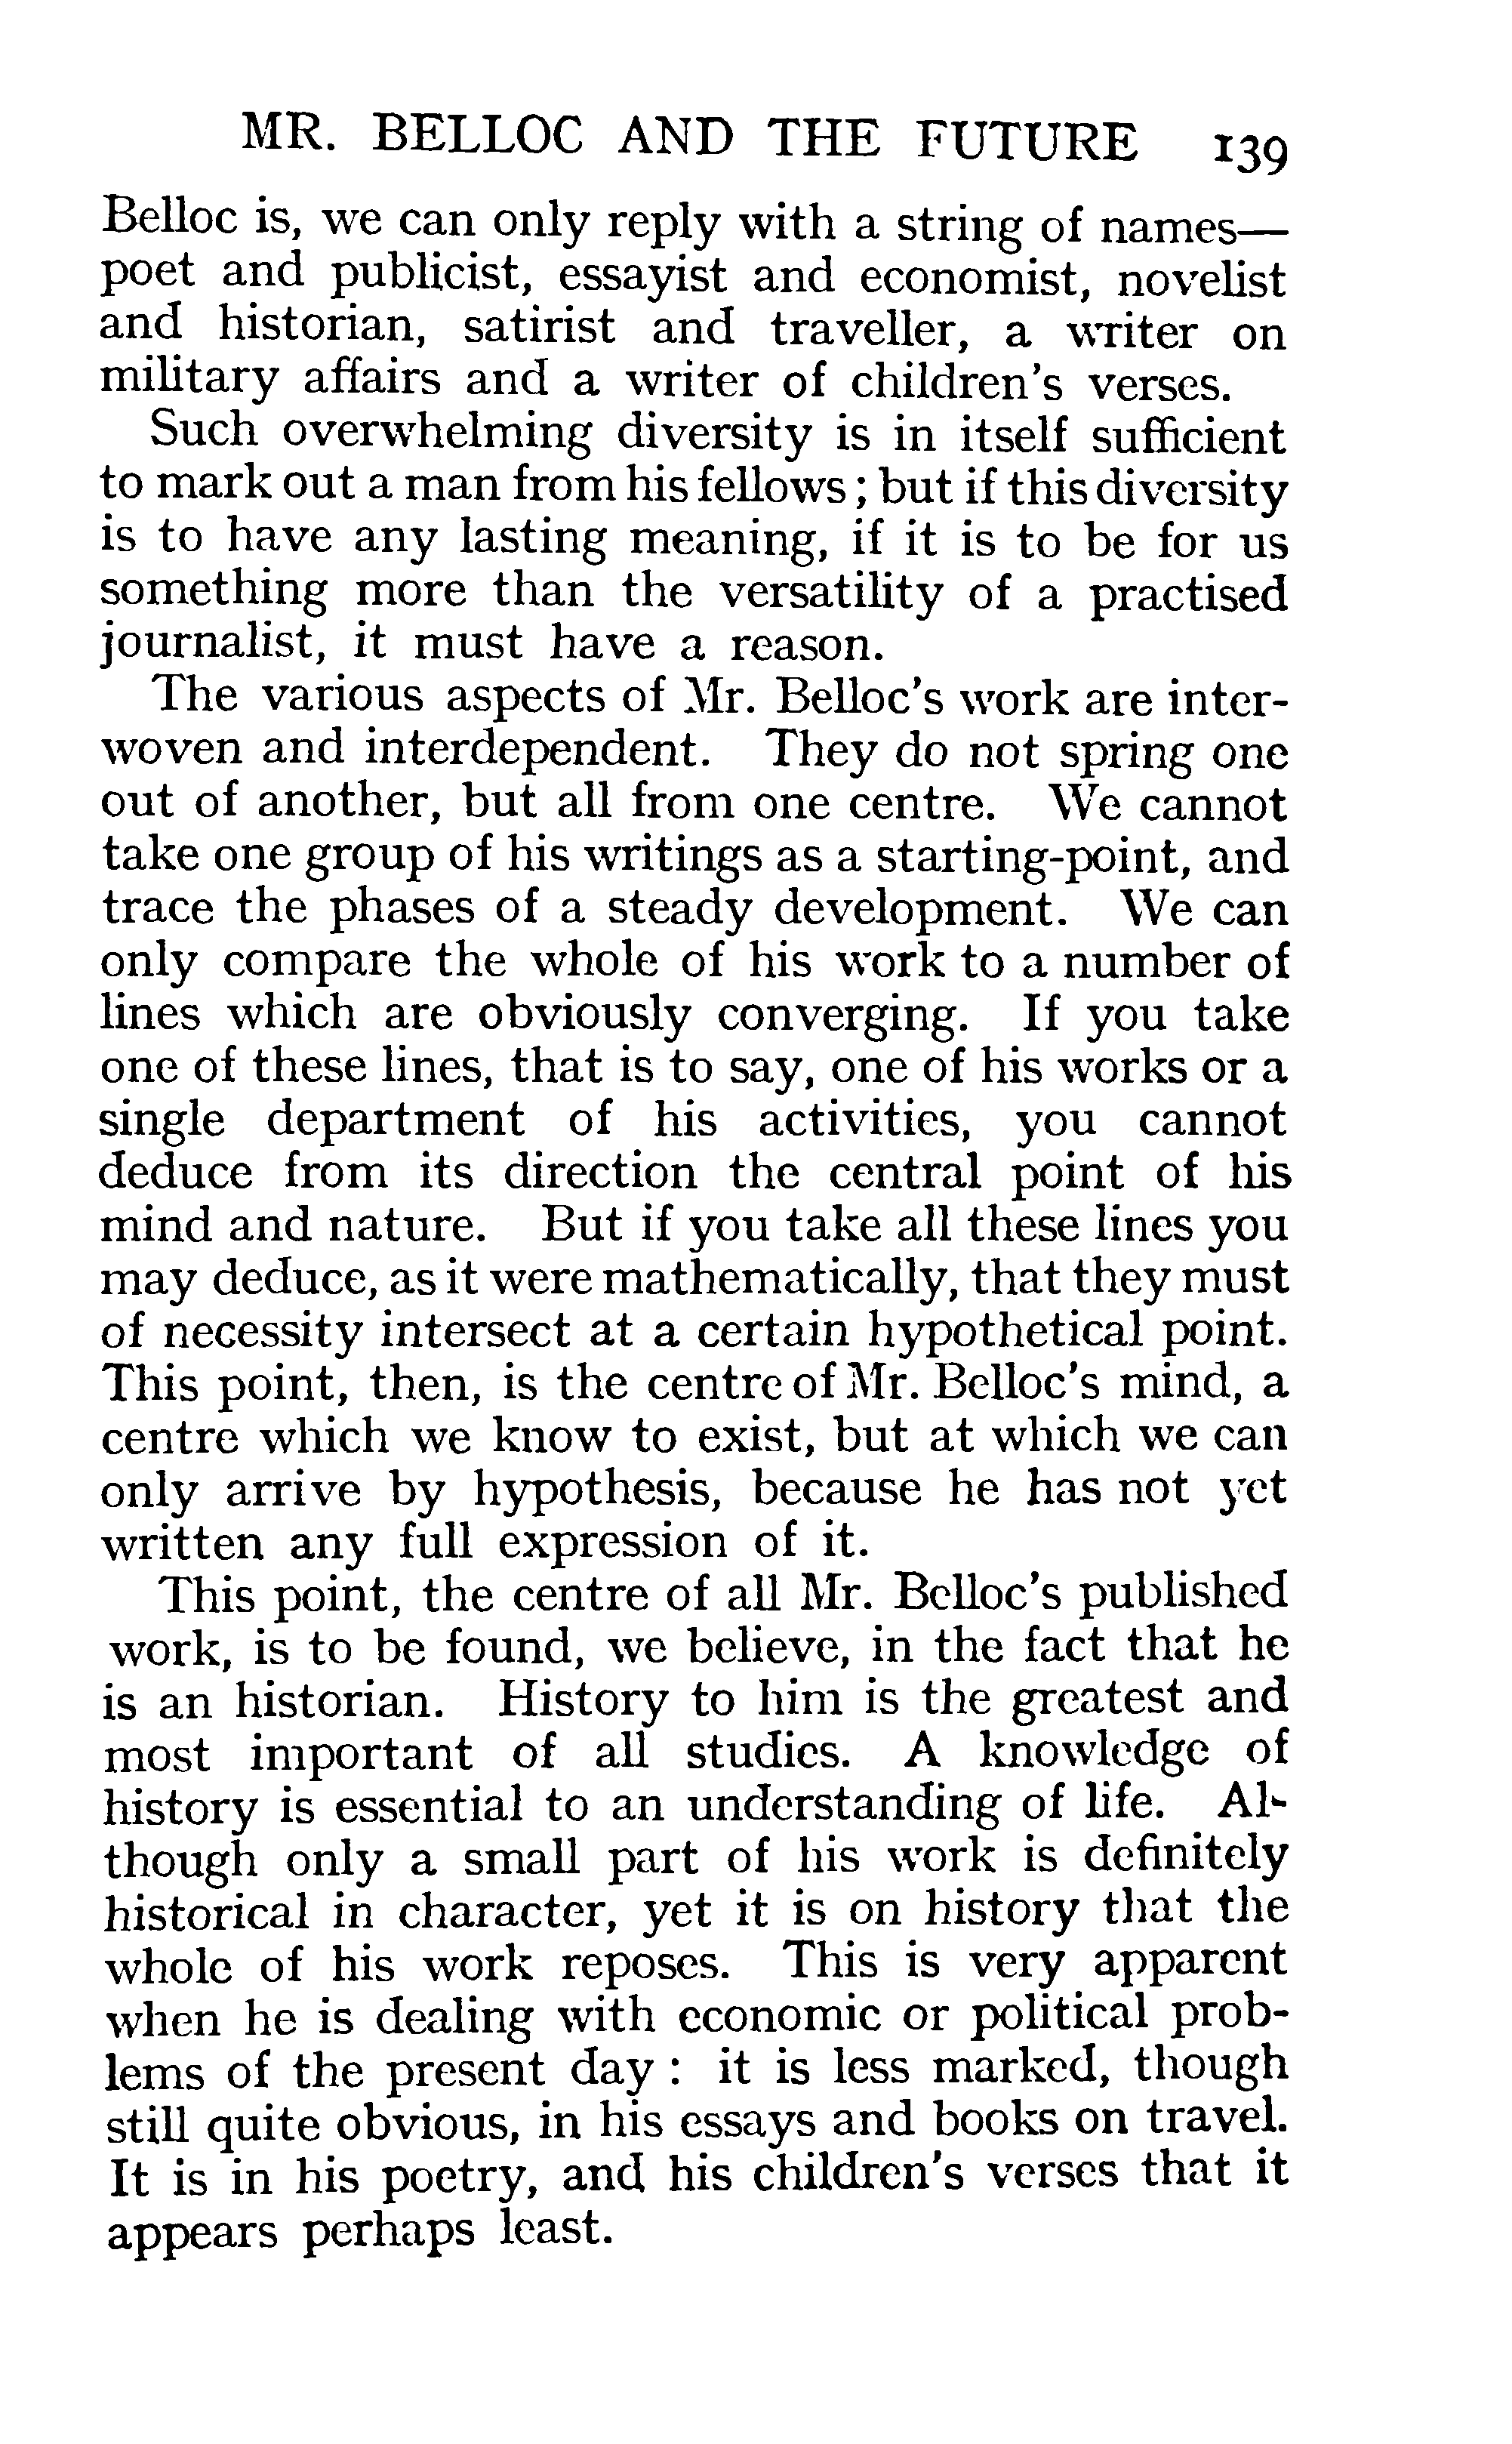 MR. BELLOC AND THE FUTURE 139
Belloc is, we can only reply with a string of names—
poet and publicist, essayist and economist, novelist
and historian, satirist and traveller, a writer on
military affairs and a writer of children's verses.
Such overwhelming diversity is in itself sufficient
to mark out a man from his fellows; but if this diversity
is to have any lasting meaning, if it is to be for us
something more than the versatility of a practised
journalist, it must have a reason.
The various aspects of Mr. Belloc's work are inter-
woven and interdependent. They do not spring one
out of another, but all from one centre. We cannot
take one group of his writings as a starting-point, and
trace the phases of a steady development. We can
only compare the whole of his work to a number of
lines which are obviously converging. If you take
one of these lines, that is to say, one of his works or a
single department of his activities, you cannot
deduce from its direction the central point of his
mind and nature. But if you take all these lines you
may deduce, as it were mathematically, that they must
of necessity intersect at a certain hypothetical point.
This point, then, is the centre of Mr. Belloc's mind, a
centre which we know to exist, but at which we can
only arrive by hypothesis, because he has not yet
written any full expression of it.
This point, the centre of all Mr. Belloc's published
work, is to be found, we believe, in the fact that he
is an historian. History to him is the greatest and
most important of all studies. A knowledge of
history is essential to an understanding of life. Al-
though only a small part of his work is definitely
historical in character, yet it is on history that the
whole of his work reposes. This is very apparent
when he is dealing with economic or political prob-
lems of the present day: it is less marked, though
still quite obvious, in his essays and books on travel.
It is in his poetry, and his children's verses that it
appears perhaps least.